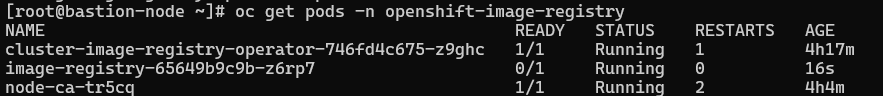 [root@bastion-node ~]# oc get pods -n openshift-image-registry
NAME READY STATUS RESTARTS AGE
cluster-image-registry-operator-746fd4c675-z9ghc 1/1 Running 1 4h17m
image-registry-65649b9c9b-z6rp7 0/1 Running 0 16s
node-ca-tr5cq 1/1 Running 2 4h4m